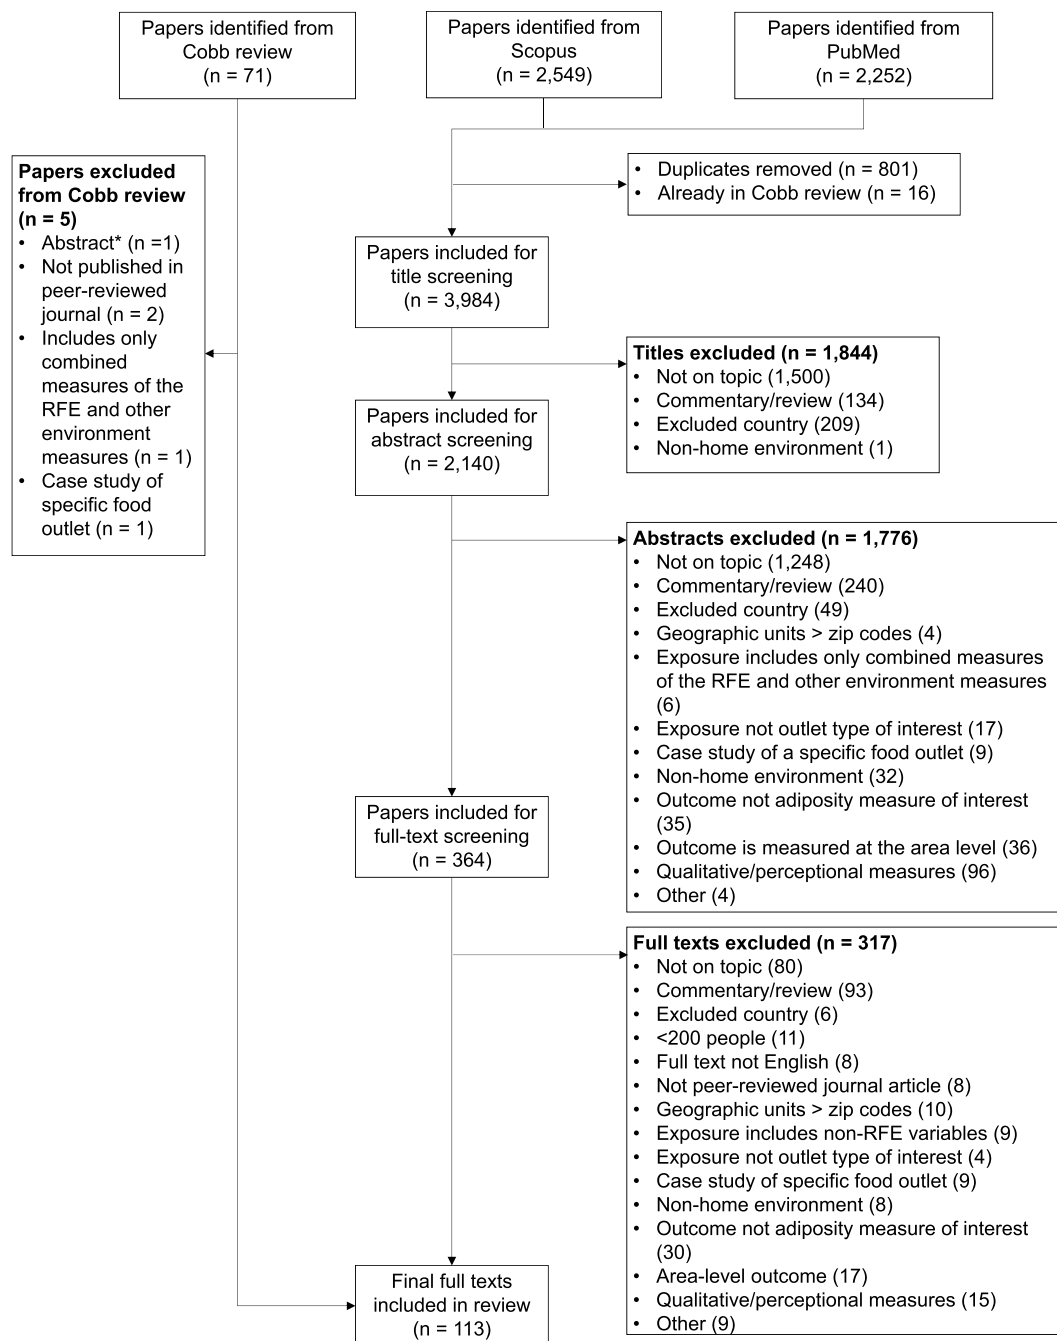 Papers identified from
Cobb review
(n = 71)
Papers identified from
Scopus
(n = 2,549)
Papers identified from
PubMed
(n = 2,252)
Papers excluded
from Cobb review
(n = 5)
• Abstract* (n =1)
• Not published in
peer-reviewed
journal (n = 2)
• Includes only
combined
measures of the
RFE and other
environment
measures (n = 1)
• Case study of
specific food
outlet (n = 1)
• Duplicates removed (n = 801)
• Already in Cobb review (n = 16)
Papers included for
title screening
(n = 3,984)
Titles excluded (n = 1,844)
• Not on topic (1,500)
• Commentary/review (134)
• Excluded country (209)
• Non-home environment (1)
Papers included for
abstract screening
(n = 2,140)
Abstracts excluded (n = 1,776)
• Not on topic (1,248)
• Commentary/review (240)
• Excluded country (49)
• Geographic units > zip codes (4)
• Exposure includes only combined measures
of the RFE and other environment measures
(6)
• Exposure not outlet type of interest (17)
• Case study of a specific food outlet (9)
• Non-home environment (32)
• Outcome not adiposity measure of interest
(35)
• Outcome is measured at the area level (36)
• Qualitative/perceptional measures (96)
• Other (4)
Papers included for
full-text screening
(n = 364)
Full texts excluded (n = 317)
• Not on topic (80)
• Commentary/review (93)
• Excluded country (6)
• <200 people (11)
• Full text not English (8)
• Not peer-reviewed journal article (8)
• Geographic units > zip codes (10)
• Exposure includes non-RFE variables (9)
• Exposure not outlet type of interest (4)
• Case study of specific food outlet (9)
• Non-home environment (8)
• Outcome not adiposity measure of interest
(30)
• Area-level outcome (17)
• Qualitative/perceptional measures (15)
• Other (9)
Final full texts
included in review
(n = 113)